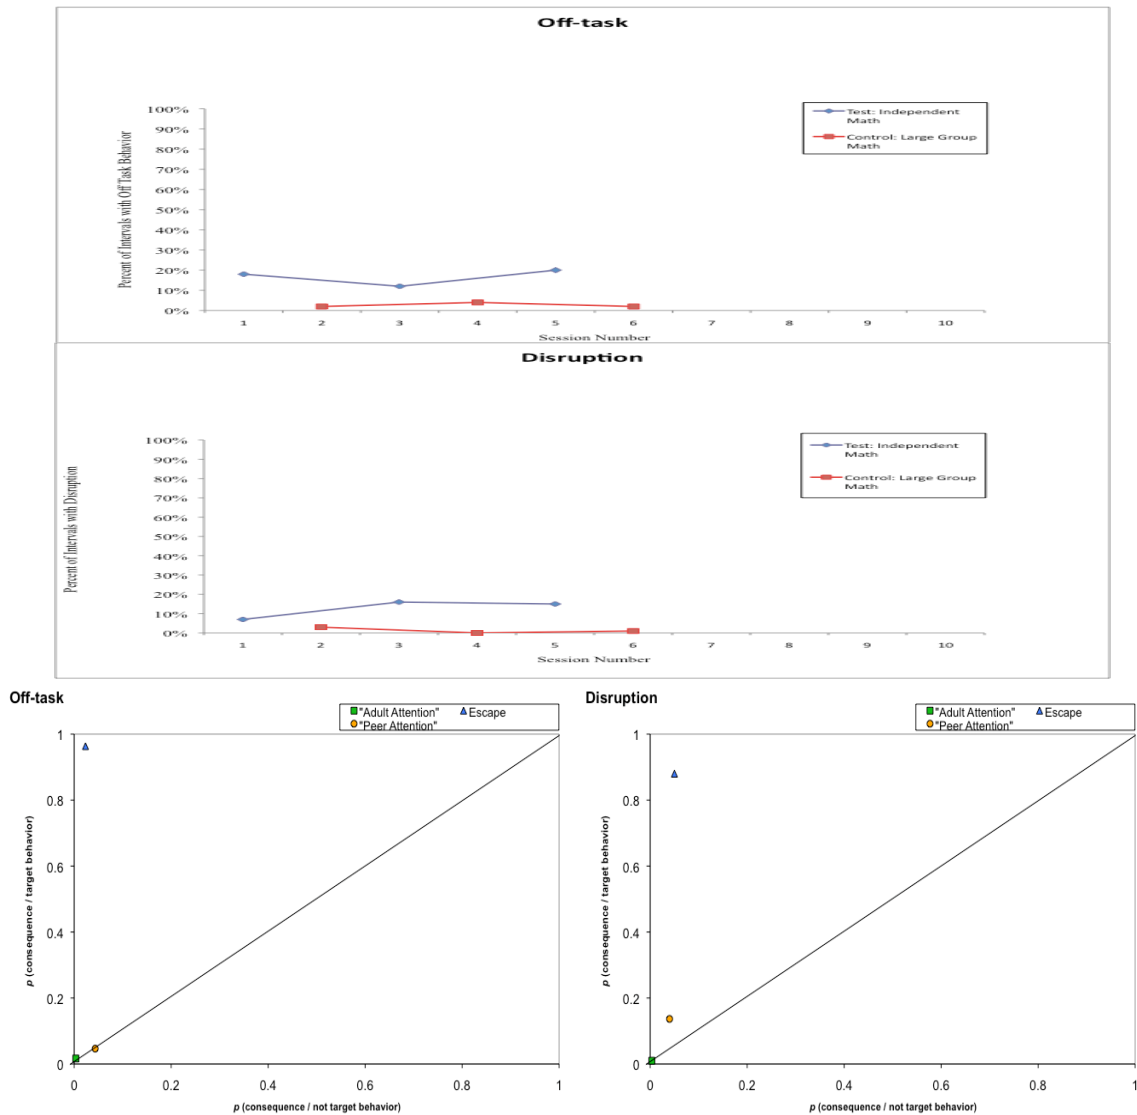 Off-task
Percent of Intervals with Off Task Behavior
100%
90%
80%
70%
60%
50%
40%
30%
20%
10%
0%
Test: Independent
Math
Control: Large Group
Math
1 2 3 4 5 6 7 8 9 10
Session Number
Disruption
Percent of Intervals with Disruption
100%
90%
80%
70%
60%
50%
40%
30%
20%
10%
0%
Test: Independent
Math
Control: Large Group
Math
1 2 3 4 5 6 7 8 9 10
Session Number
Off-task
"Adult Attention" Escape
"Peer Attention"
p (consequence / target behavior)
1
0.8
0.6
0.4
0.2
0
0 0.2 0.4 0.6 0.8 1
p (consequence / not target behavior)
Disruption
"Adult Attention" Escape
"Peer Attention"
p (consequence / target behavior)
1
0.8
0.6
0.4
0.2
0
0 0.2 0.4 0.6 0.8 1
p (consequence / not target behavior)